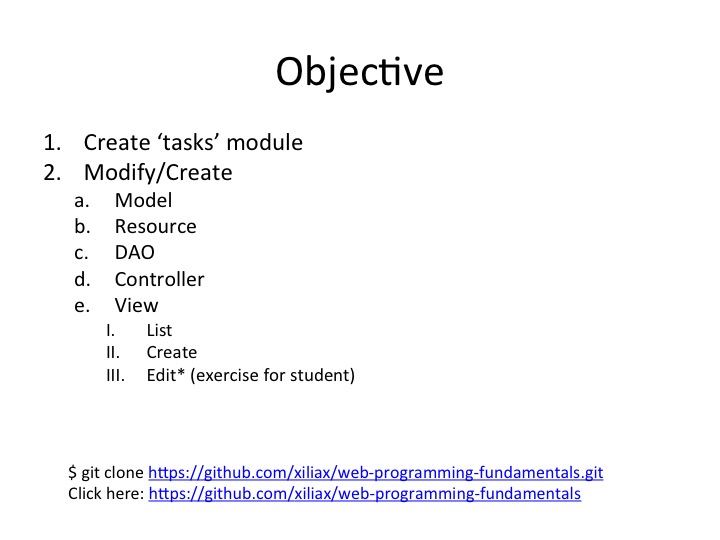 Objective
1. Create ‘tasks’ module
2. Modify/Create
a. Model
b. Resource
c. DAO
d. Controller
e. View
I. List
II. Create
III. Edit* (exercise for student)
$ git clone https://github.com/xiliax/web-programming-fundamentals.git
Click here: https://github.com/xiliax/web-programming-fundamentals